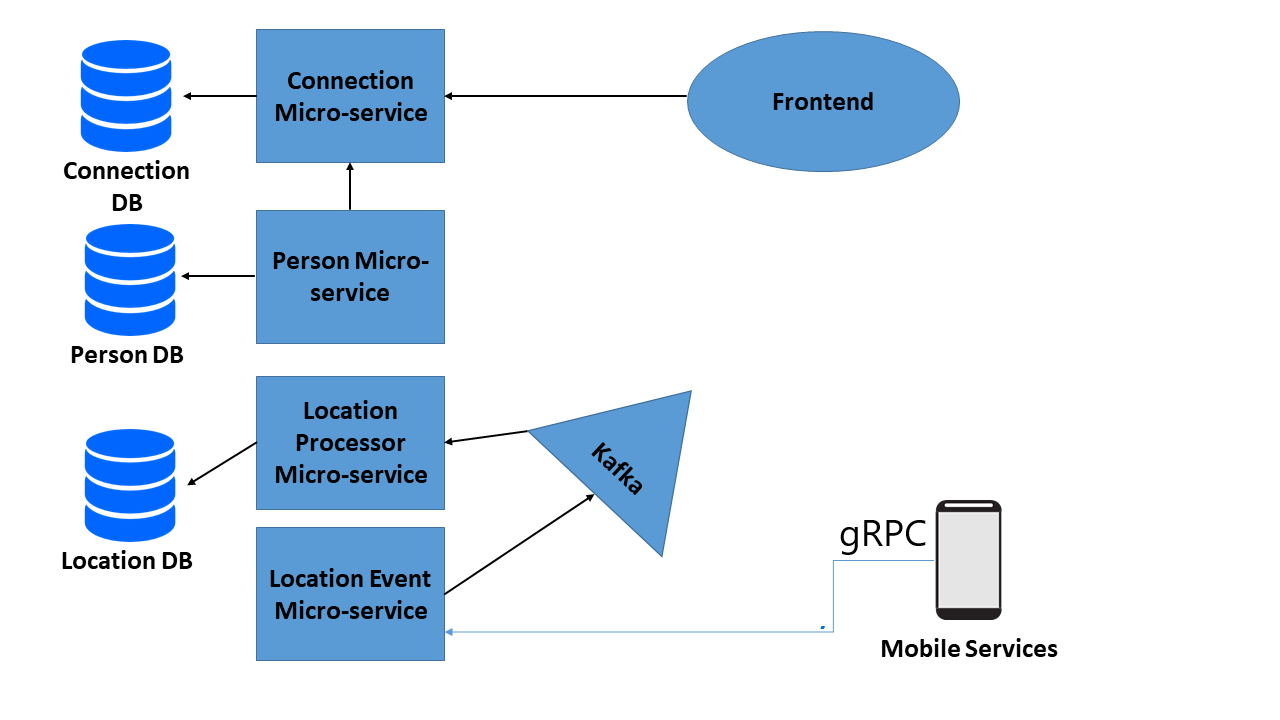 Connection
Micro-service
Frontend
Connection
DB
Person Micro-
service
Person DB
Location
Processor
Micro-service
Kafka
Location DB
Location Event
Micro-service
gRPC
Mobile Services